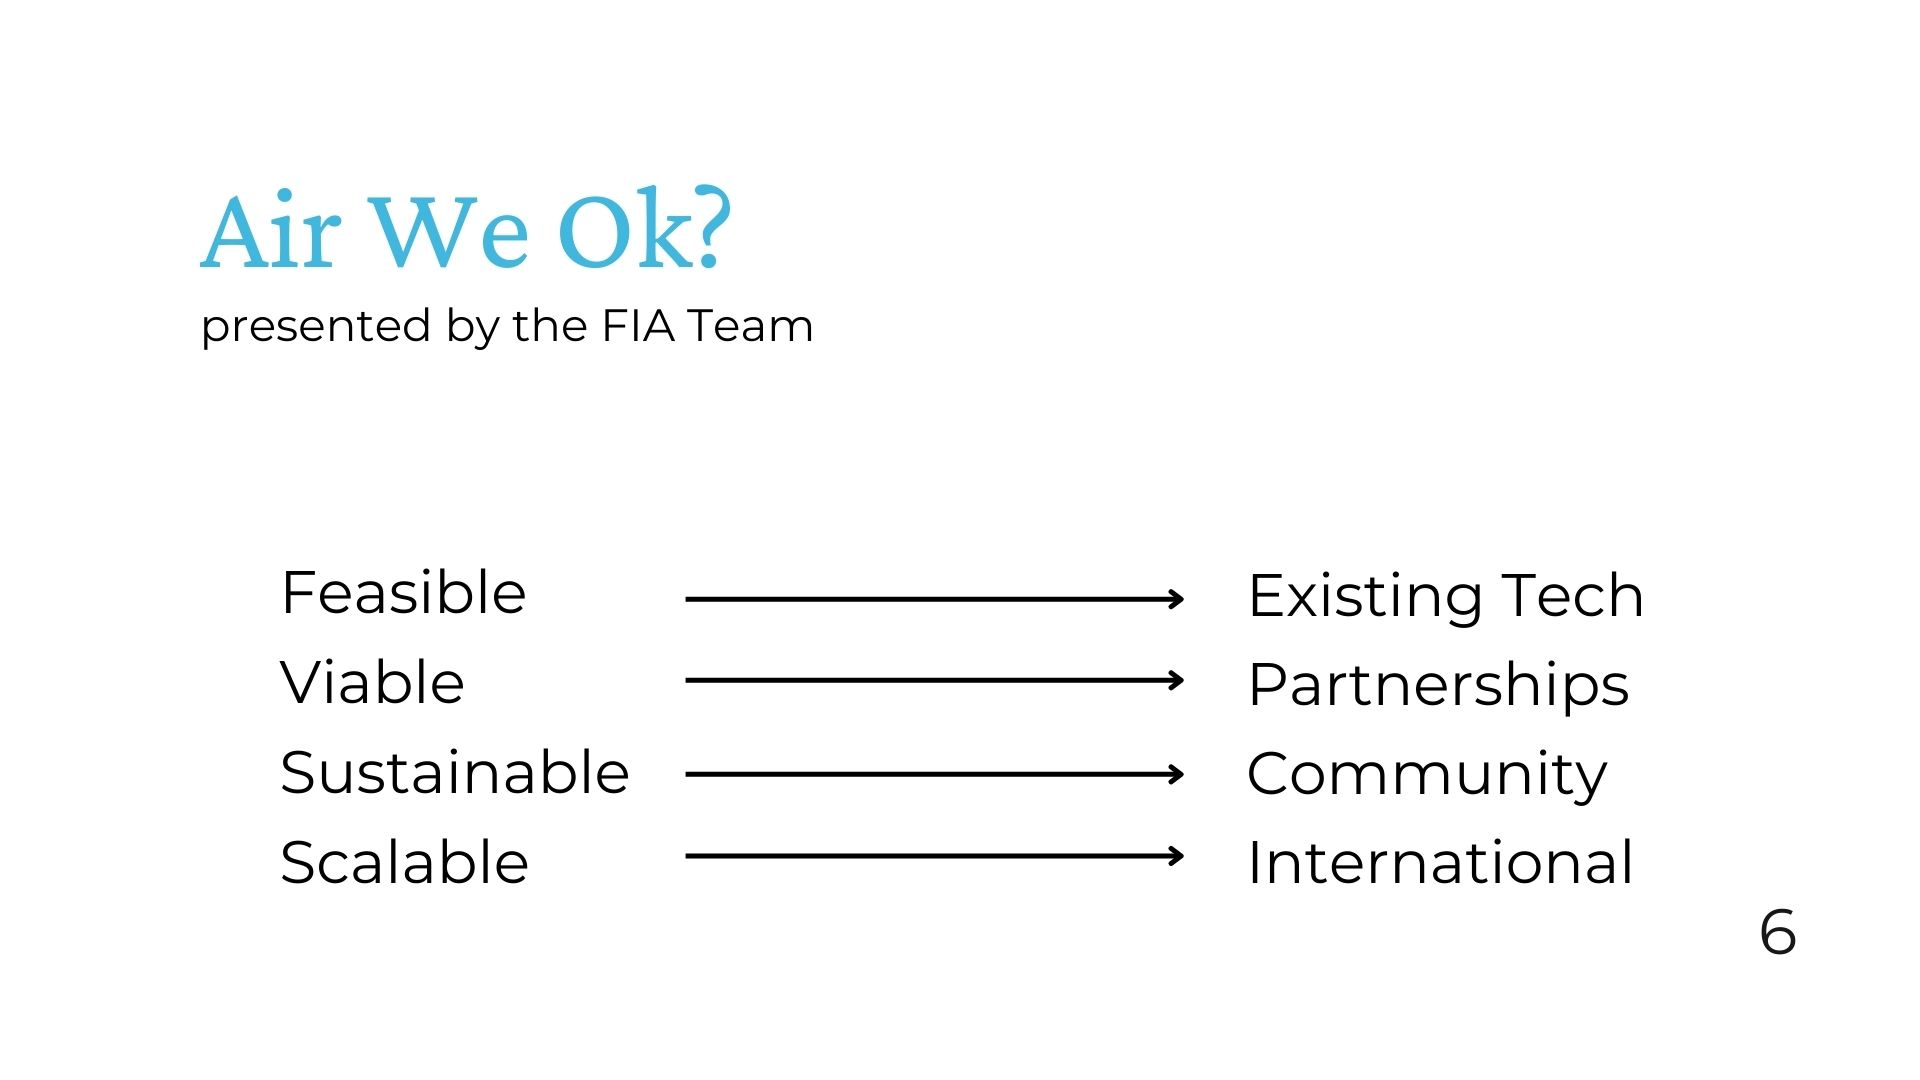 Air We Ok?
presented by the FIA Team
Feasible Existing Tech
Viable Partnerships
Sustainable Community
Scalable International
6